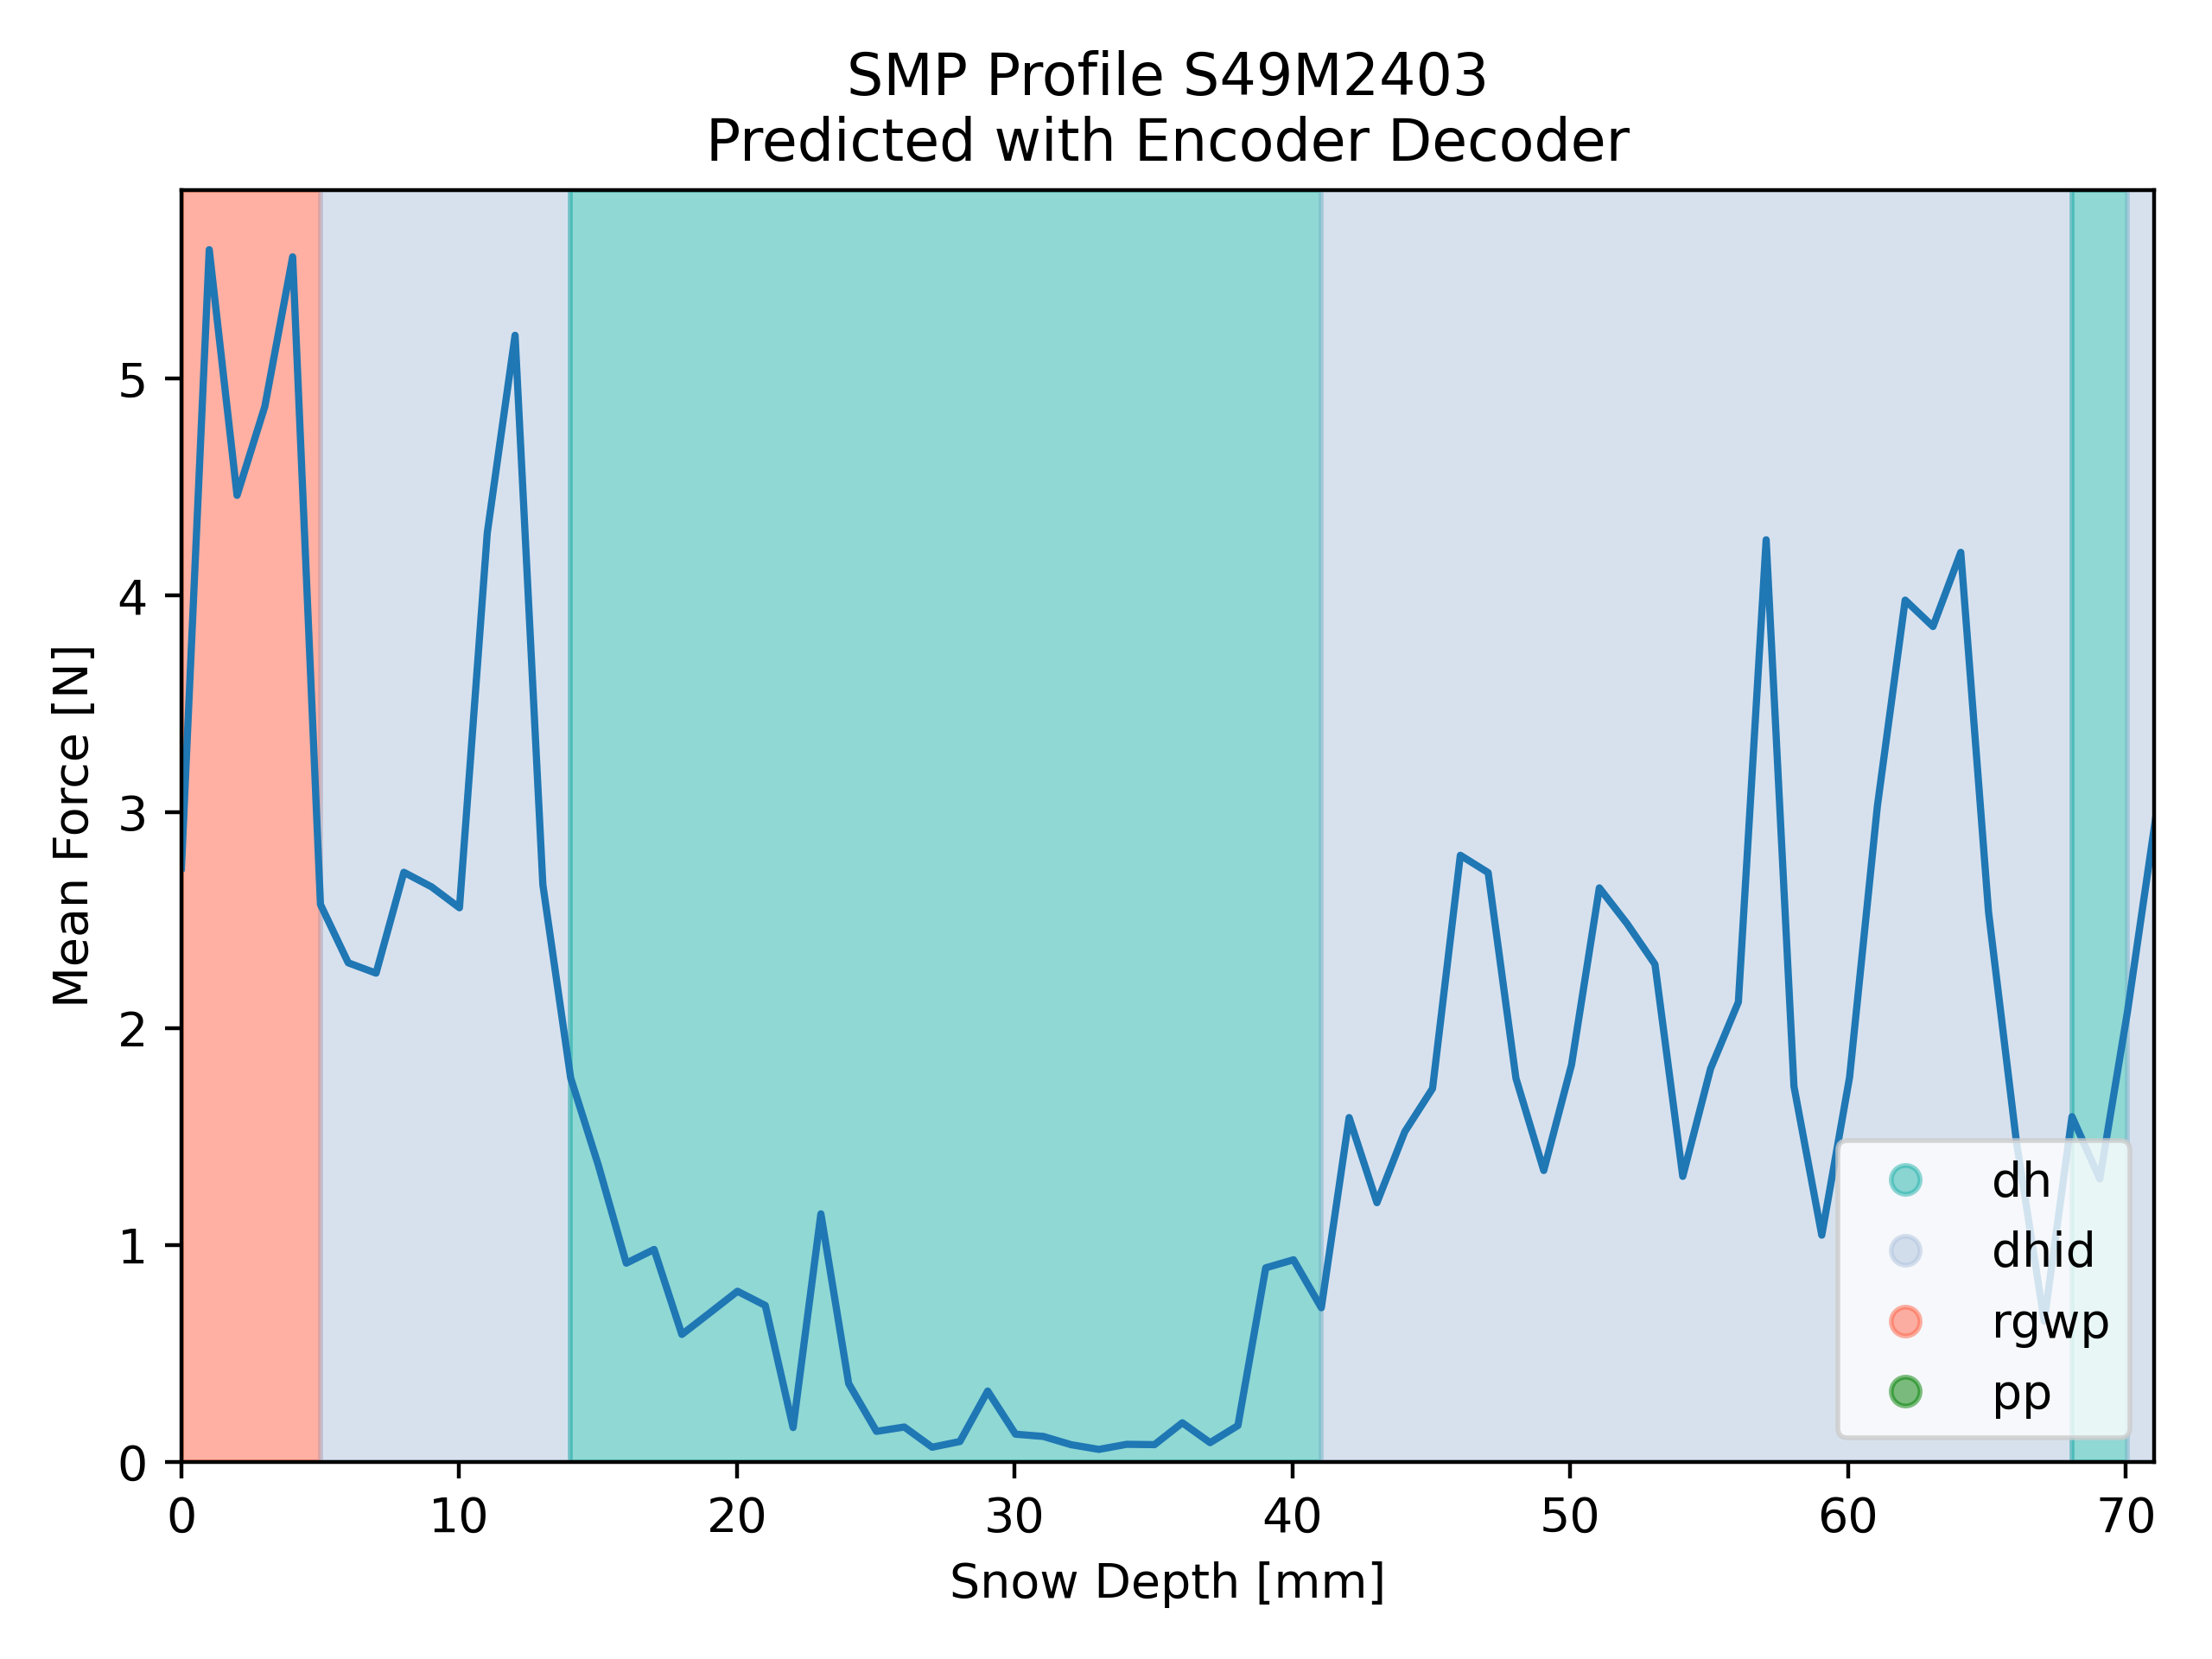 SMP Profile S49M2403
Predicted with Encoder Decoder
Mean Force [N]
5
4
3
2
1
0
0 10 20 30 40 50 60 70
Snow Depth [mm]
dh
dhid
rgwp
pp